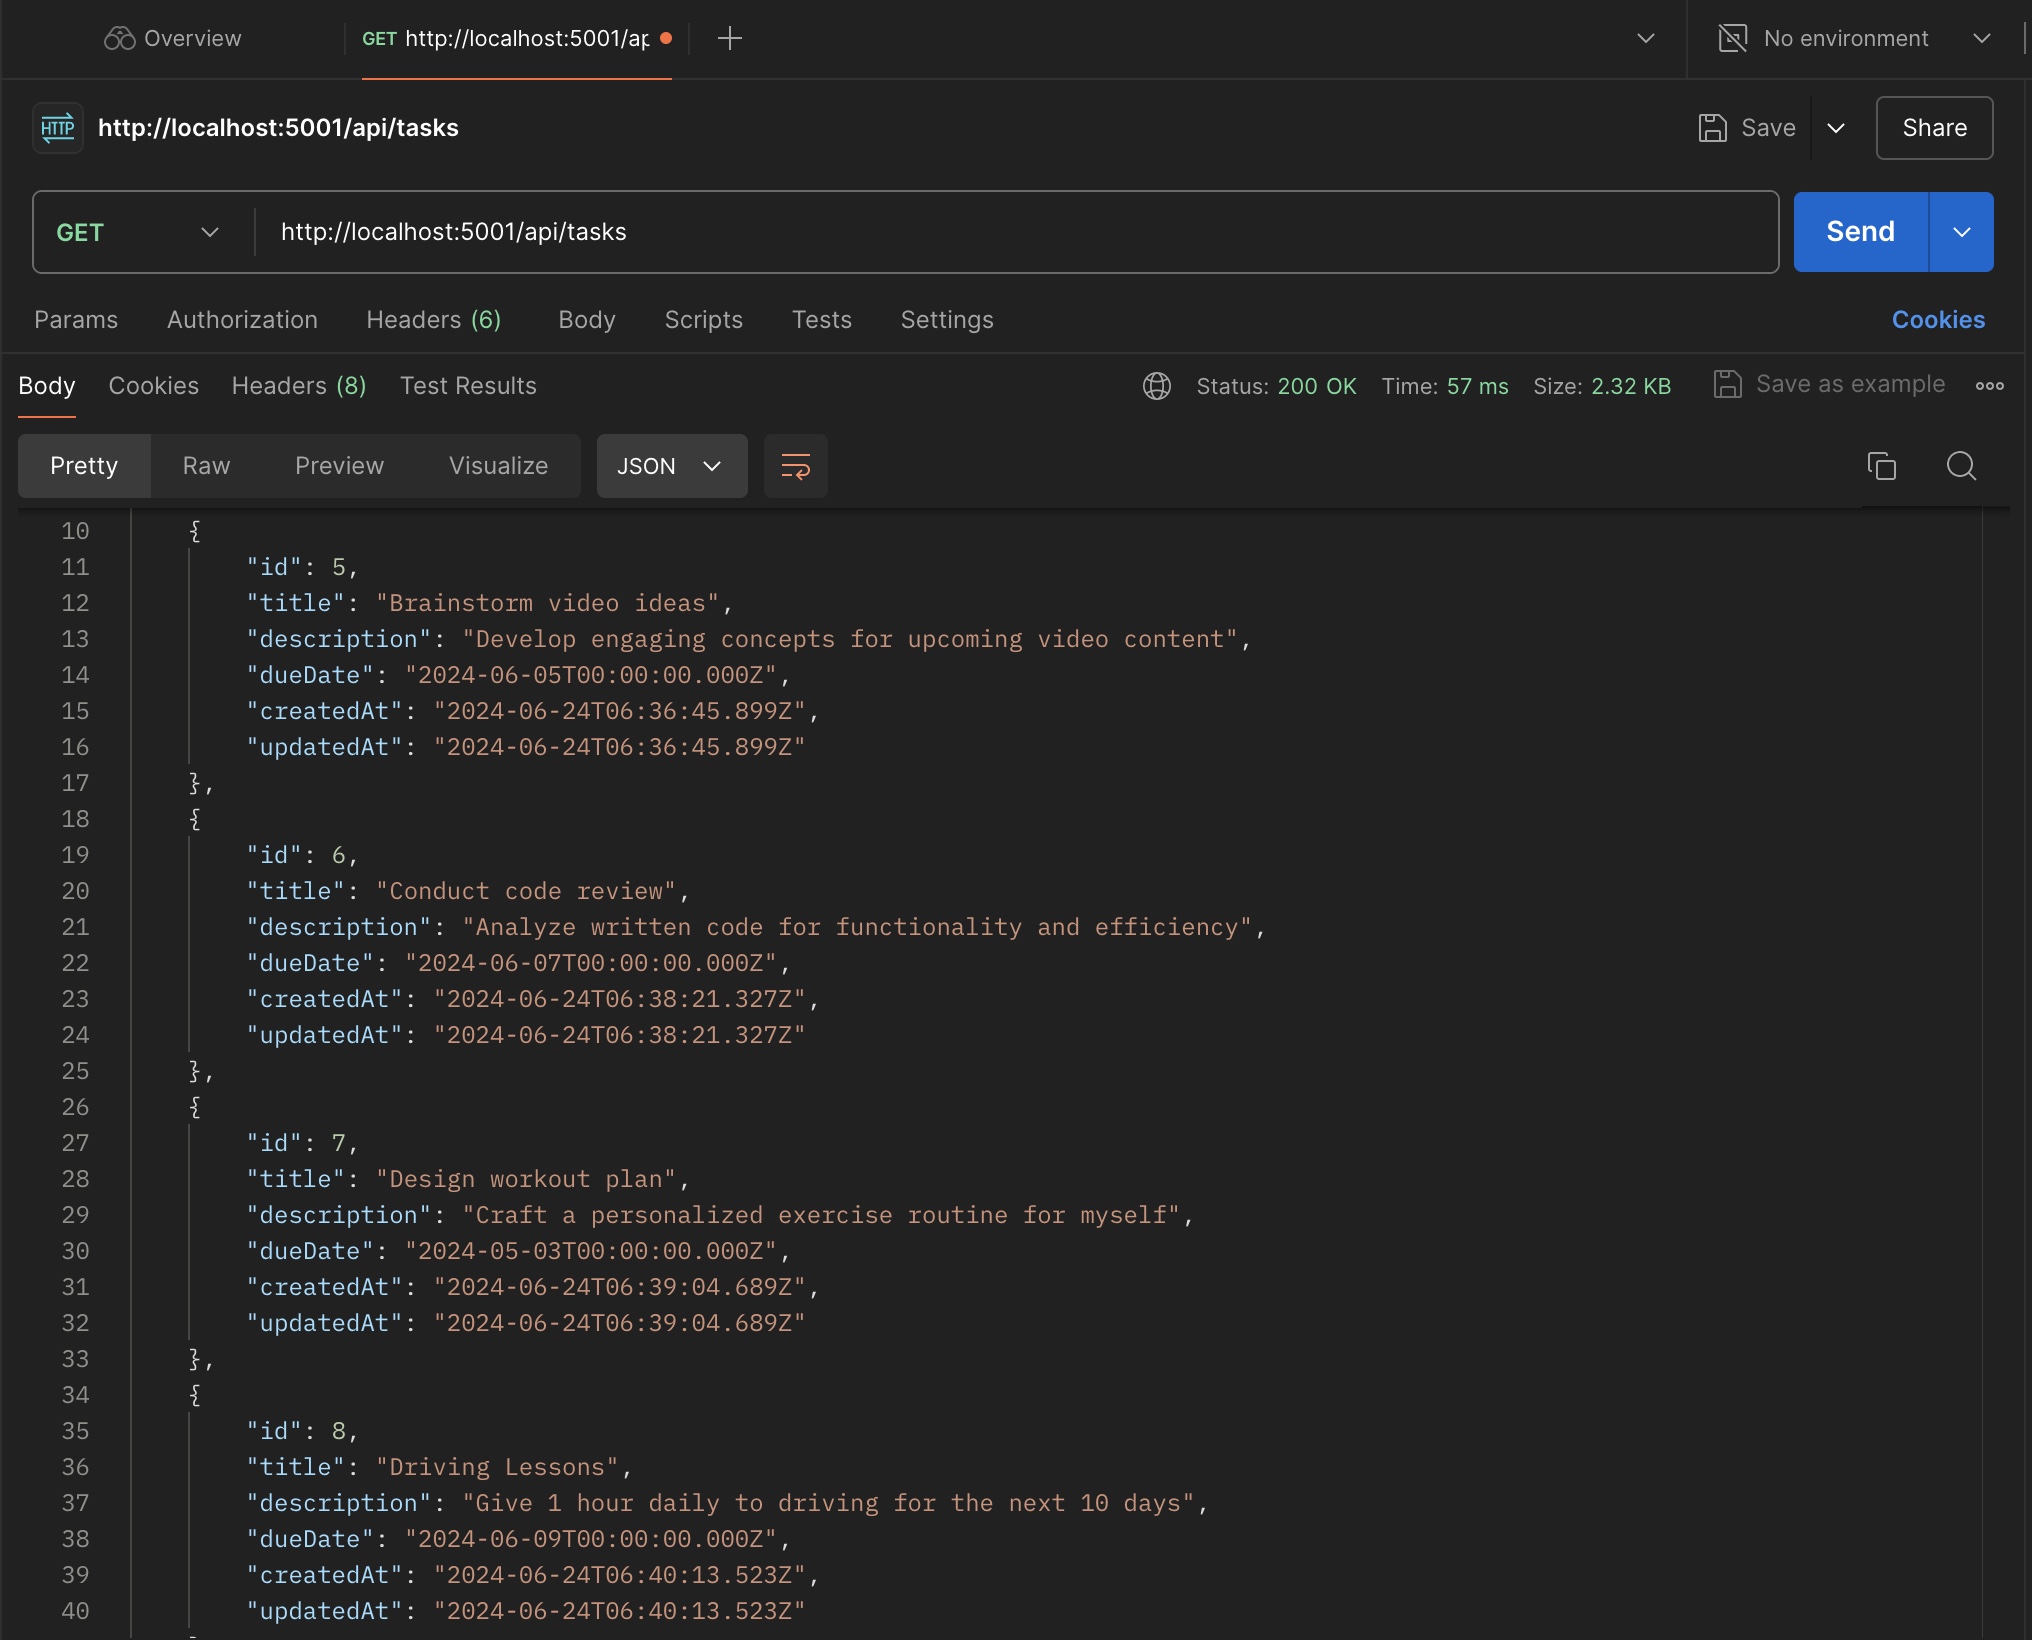 Overview
GET http://localhost:5001/ap
No environment
HTTP http://localhost:5001/api/tasks
Save
Share
GET http://localhost:5001/api/tasks
Send
Params Authorization Headers (6) Body Scripts Tests Settings
Cookies
Body Cookies Headers (8) Test Results
Status: 200 OK Time: 57 ms Size: 2.32 KB
Save as example
Pretty Raw Preview Visualize JSON
10 {
11 "id": 5,
12 "title": "Brainstorm video ideas",
13 "description": "Develop engaging concepts for upcoming video content",
14 "dueDate": "2024-06-05T00:00:00.000Z",
15 "createdAt": "2024-06-24T06:36:45.899Z",
16 "updatedAt": "2024-06-24T06:36:45.899Z"
17 },
18 {
19 "id": 6,
20 "title": "Conduct code review",
21 "description": "Analyze written code for functionality and efficiency",
22 "dueDate": "2024-06-07T00:00:00.000Z",
23 "createdAt": "2024-06-24T06:38:21.327Z",
24 "updatedAt": "2024-06-24T06:38:21.327Z"
25 },
26 {
27 "id": 7,
28 "title": "Design workout plan",
29 "description": "Craft a personalized exercise routine for myself",
30 "dueDate": "2024-05-03T00:00:00.000Z",
31 "createdAt": "2024-06-24T06:39:04.689Z",
32 "updatedAt": "2024-06-24T06:39:04.689Z"
33 },
34 {
35 "id": 8,
36 "title": "Driving Lessons",
37 "description": "Give 1 hour daily to driving for the next 10 days",
38 "dueDate": "2024-06-09T00:00:00.000Z",
39 "createdAt": "2024-06-24T06:40:13.523Z",
40 "updatedAt": "2024-06-24T06:40:13.523Z"